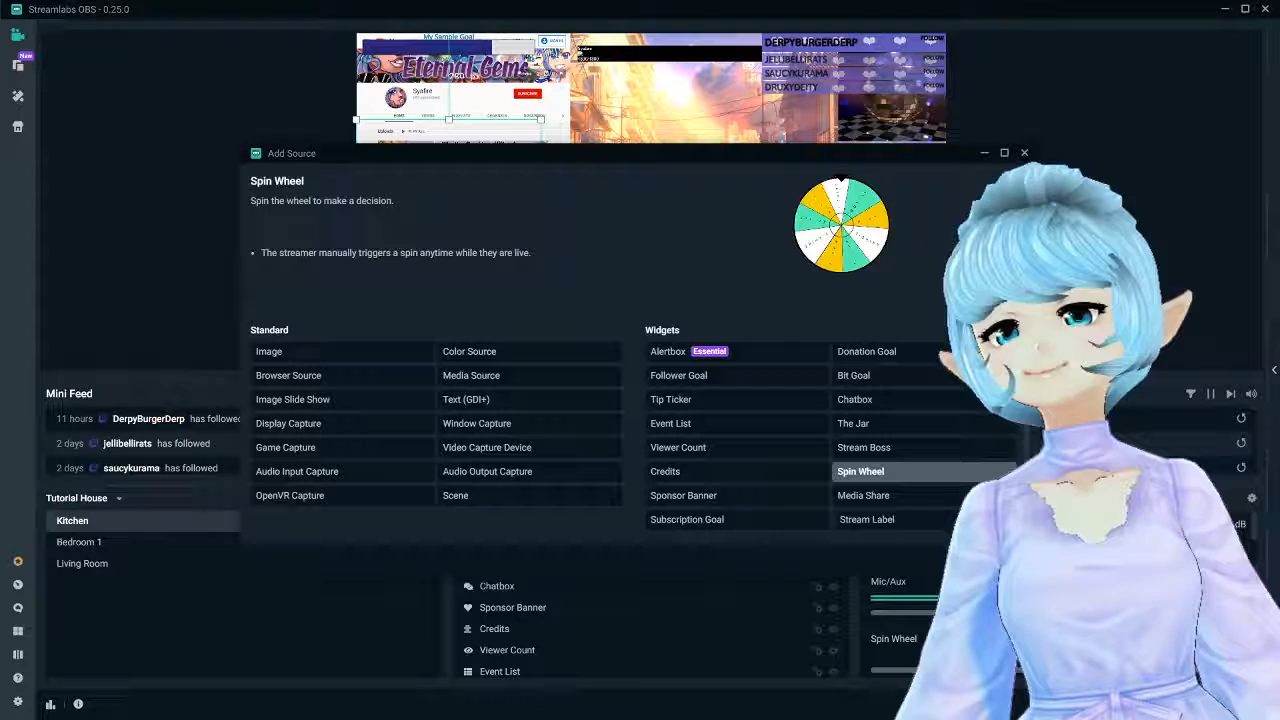 Streamlabs OBS - 0.25.0
New
My Sample Goal
Eternal Gems
Syafire
SUBSCRIBE
HOME
DERPYBURGERDERP FOLLOW
JELLIBELLIRATS FOLLOW
SAUCYKURAMA FOLLOW
DRUXYDEITY FOLLOW
Add Source
Spin Wheel
Spin the wheel to make a decision.
• The streamer manually triggers a spin anytime while they are live.
Standard
Image Color Source
Browser Source Media Source
Image Slide Show Text (GDI+)
Display Capture Window Capture
Game Capture Video Capture Device
Audio Input Capture Audio Output Capture
OpenVR Capture Scene
Widgets
Alertbox Essential Donation Goal
Follower Goal Bit Goal
Tip Ticker Chatbox
Event List The Jar
Viewer Count Stream Boss
Credits Spin Wheel
Sponsor Banner Media Share
Subscription Goal Stream Label
Mini Feed
11 hours DerpyBurgerDerp has followed
2 days jellibellirats has followed
2 days saucykurama has followed
Tutorial House
Kitchen
Bedroom 1
Living Room
Chatbox
Sponsor Banner
Credits
Viewer Count
Event List
Mic/Aux
dB
Spin Wheel